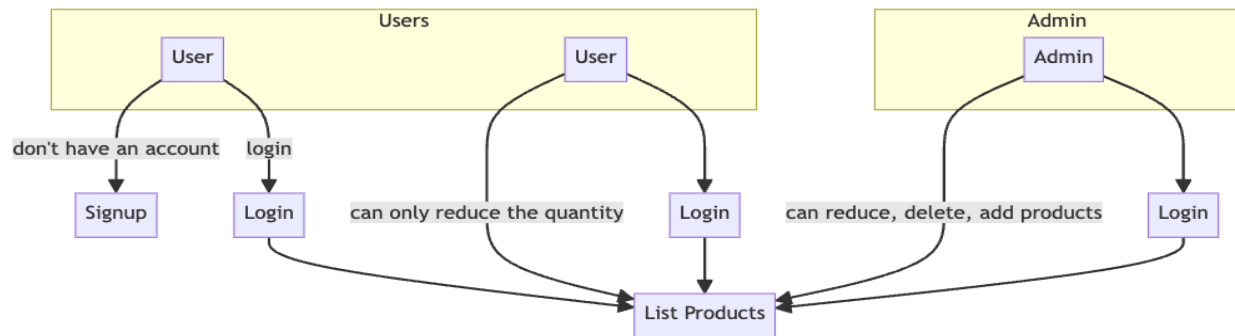 Users
Admin
User
User
Admin
don't have an account
login
Signup
Login
can only reduce the quantity
Login
can reduce, delete, add products
Login
List Products